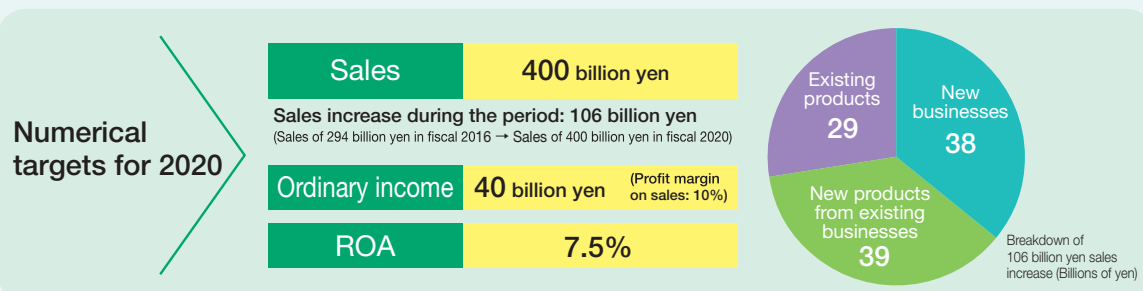 Numerical
targets for 2020
Sales
400 billion yen
Sales increase during the period: 106 billion yen
(Sales of 294 billion yen in fiscal 2016 → Sales of 400 billion yen in fiscal 2020)
Ordinary income
40 billion yen
(Profit margin
on sales: 10%)
ROA
7.5%
Existing
products
29
New
businesses
38
New products
from existing
businesses
39
Breakdown of
106 billion yen sales
increase (Billions of yen)